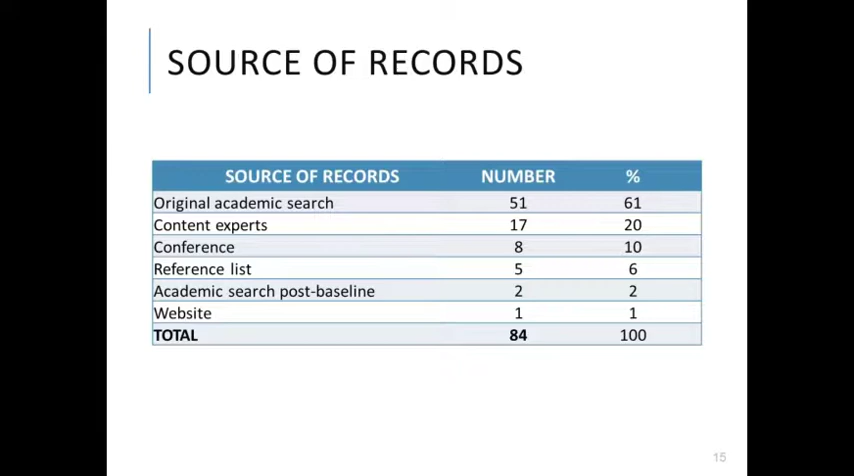 SOURCE OF RECORDS
SOURCE OF RECORDS NUMBER %
Original academic search 51 61
Content experts 17 20
Conference 8 10
Reference list 5 6
Academic search post-baseline 2 2
Website 1 1
TOTAL 84 100
15